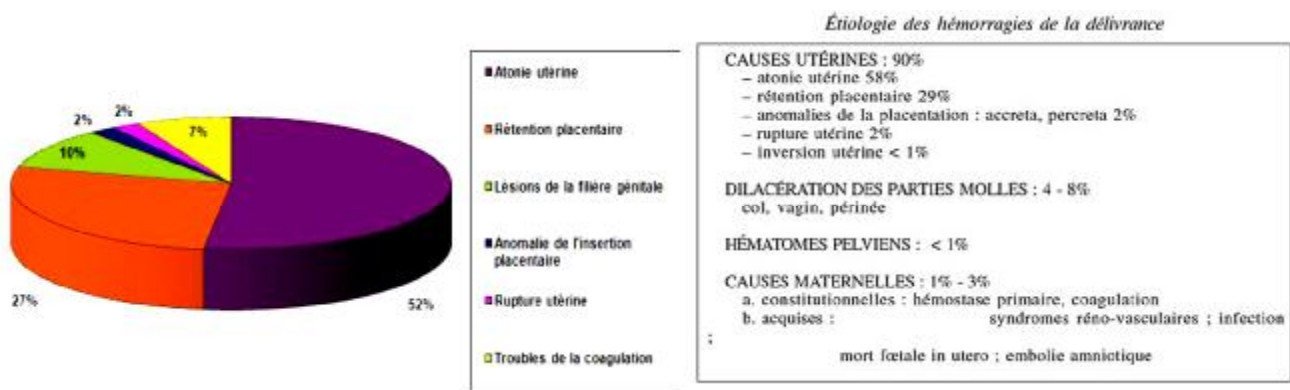 2%
2%
7%
10%
27%
52%
Atonie utérine
Rétention placentaire
Lésions de la filière génitale
Anomalie de l'insertion
placentaire
Rupture utérine
Troubles de la coagulation
Étiologie des hémorragies de la délivrance
CAUSES UTÉRINES : 90%
– atonie utérine 58%
– rétention placentaire 29%
– anomalies de la placentation : accreta, percreta 2%
– rupture utérine 2%
– inversion utérine < 1%
DILACÉRATION DES PARTIES MOLLES : 4 - 8%
col, vagin, périnée
HÉMATOMES PELVIENS : < 1%
CAUSES MATERNELLES : 1% - 3%
a. constitutionnelles : hémostase primaire, coagulation
b. acquises : syndromes réno-vasculaires ; infection
;
mort fœtale in utero ; embolie amniotique